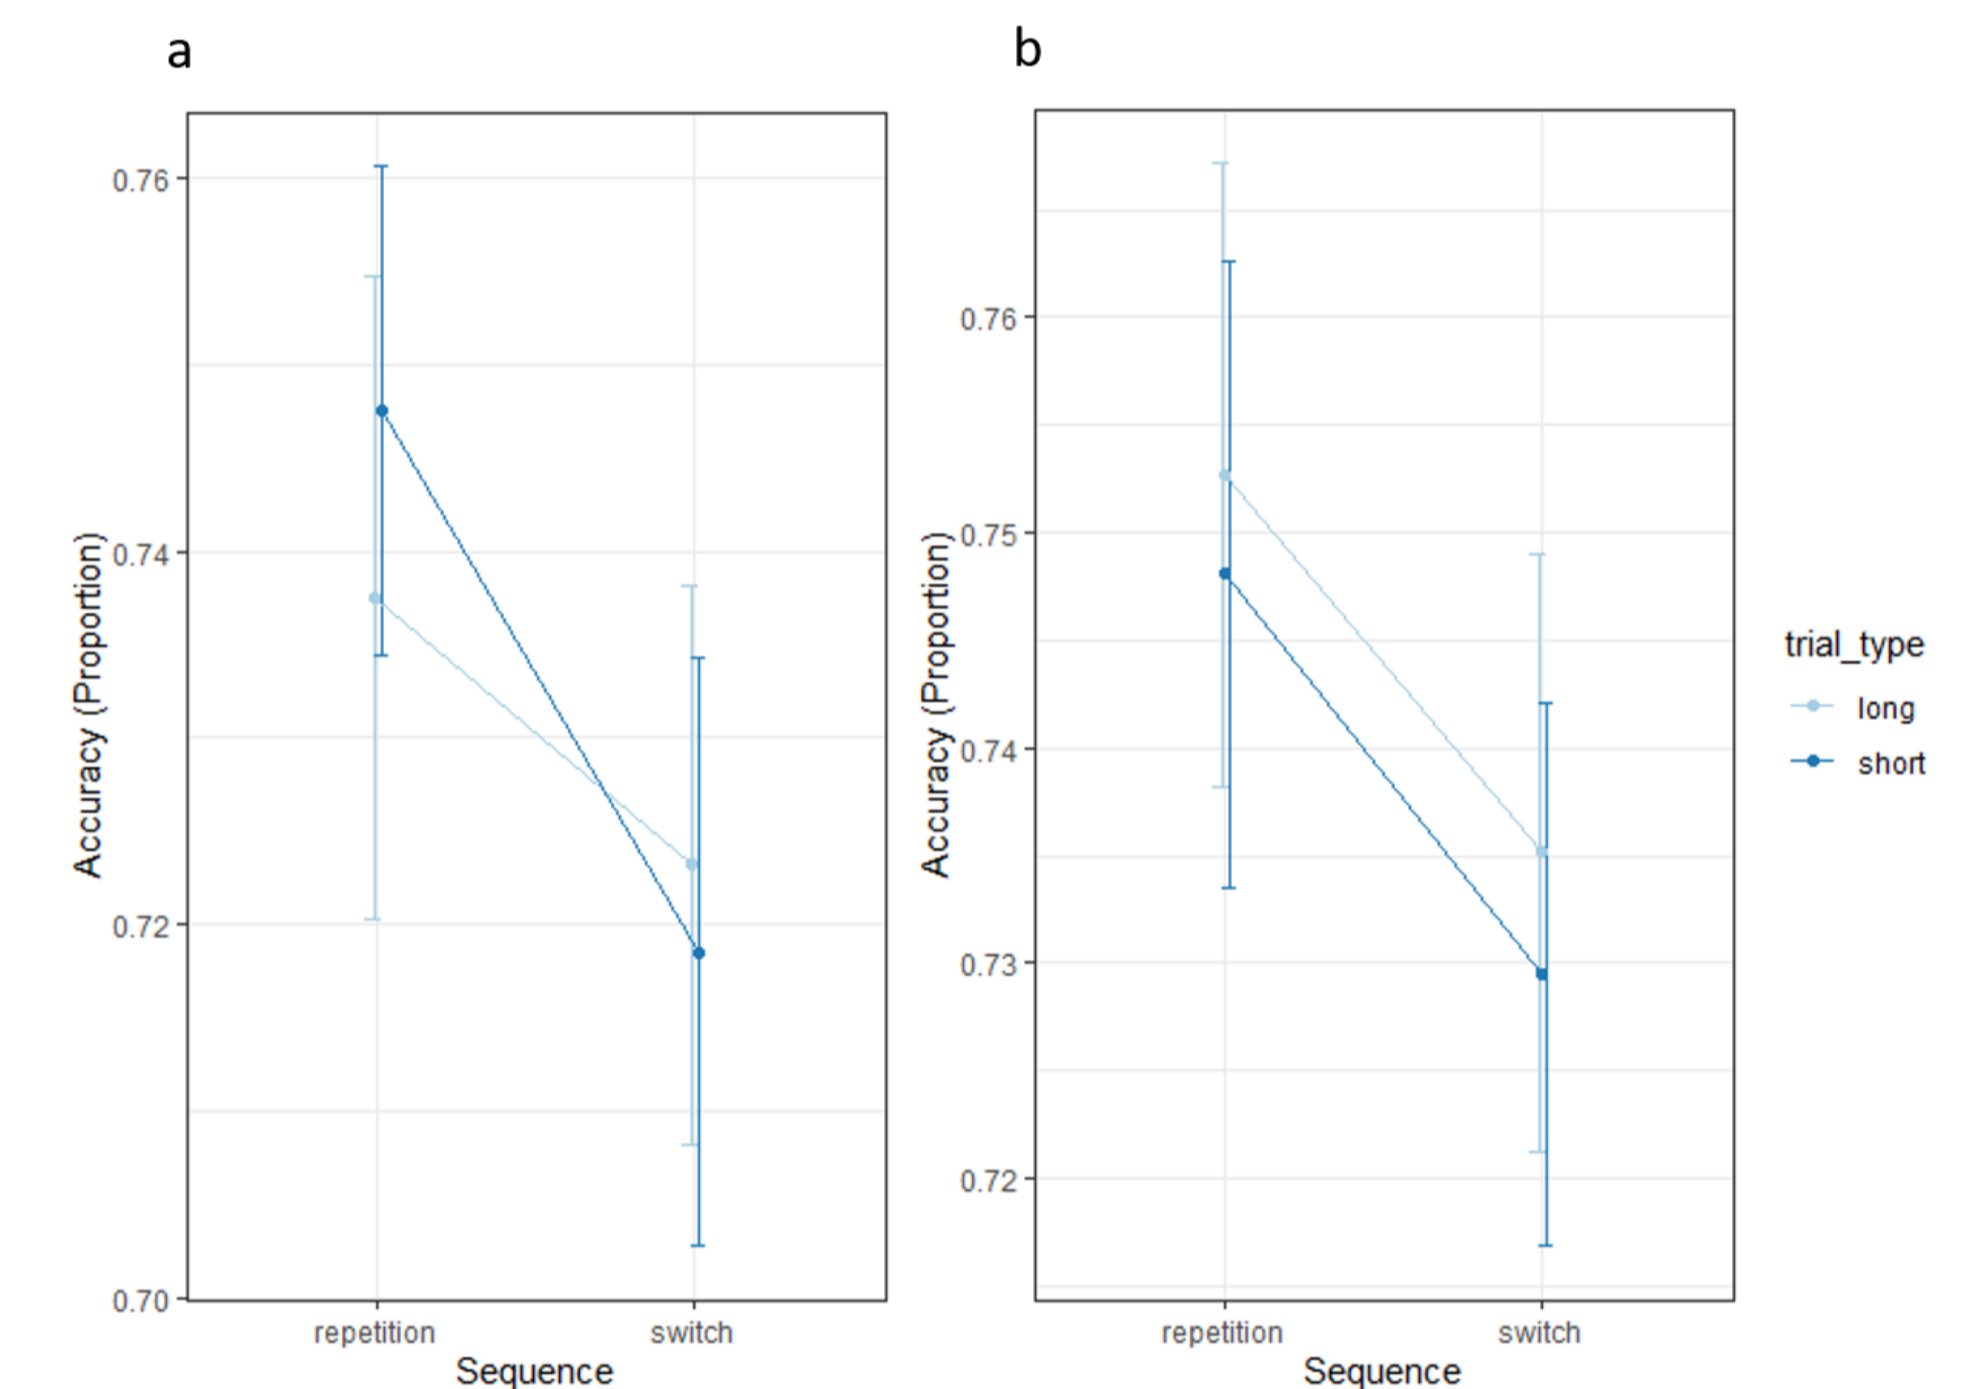 a
0.76
0.74
0.72
0.70
Accuracy (Proportion)
repetition
switch
Sequence
b
0.76
0.75
0.74
0.73
0.72
Accuracy (Proportion)
repetition
switch
Sequence
trial_type
long
short